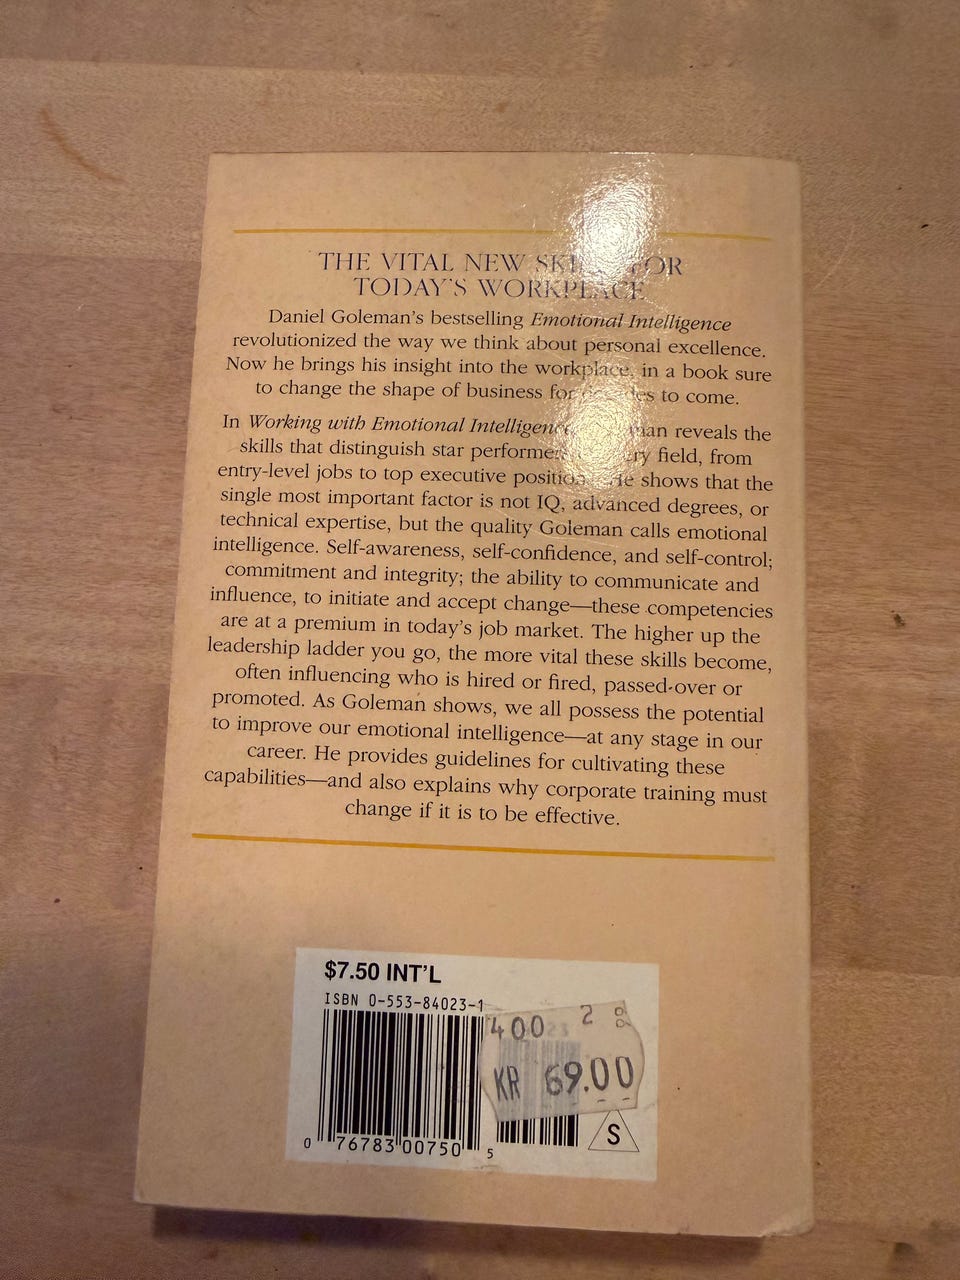 THE VITAL NEW FOR
TODAY'S WORKPLACE
Daniel Goleman's bestselling Emotional Intelligence
revolutionized the way we think about personal excellence.
Now he brings his insight into the workplace, in a book sure
to change the shape of business for decades to come.
In Working with Emotional Intelligence, reveals the
skills that distinguish star field, from
entry-level jobs to top executive He shows that the
single most important factor is not IQ, advanced degrees, or
technical expertise, but the quality Goleman calls emotional
intelligence. Self-awareness, self-confidence, and self-control;
commitment and integrity; the ability to communicate and
influence, to initiate and accept change—these competencies
are at a premium in today's job market. The higher up the
leadership ladder you go, the more vital these skills become,
often influencing who is hired or fired, passed-over or
promoted. As Goleman shows, we all possess the potential
to improve our emotional intelligence—at any stage in our
career. He provides guidelines for cultivating these
capabilities—and also explains why corporate training must
change if it is to be effective.
$7.50 INT'L
ISBN 0-553-84023-1
400 2
KR 69.00
S
0 76783 00750 5